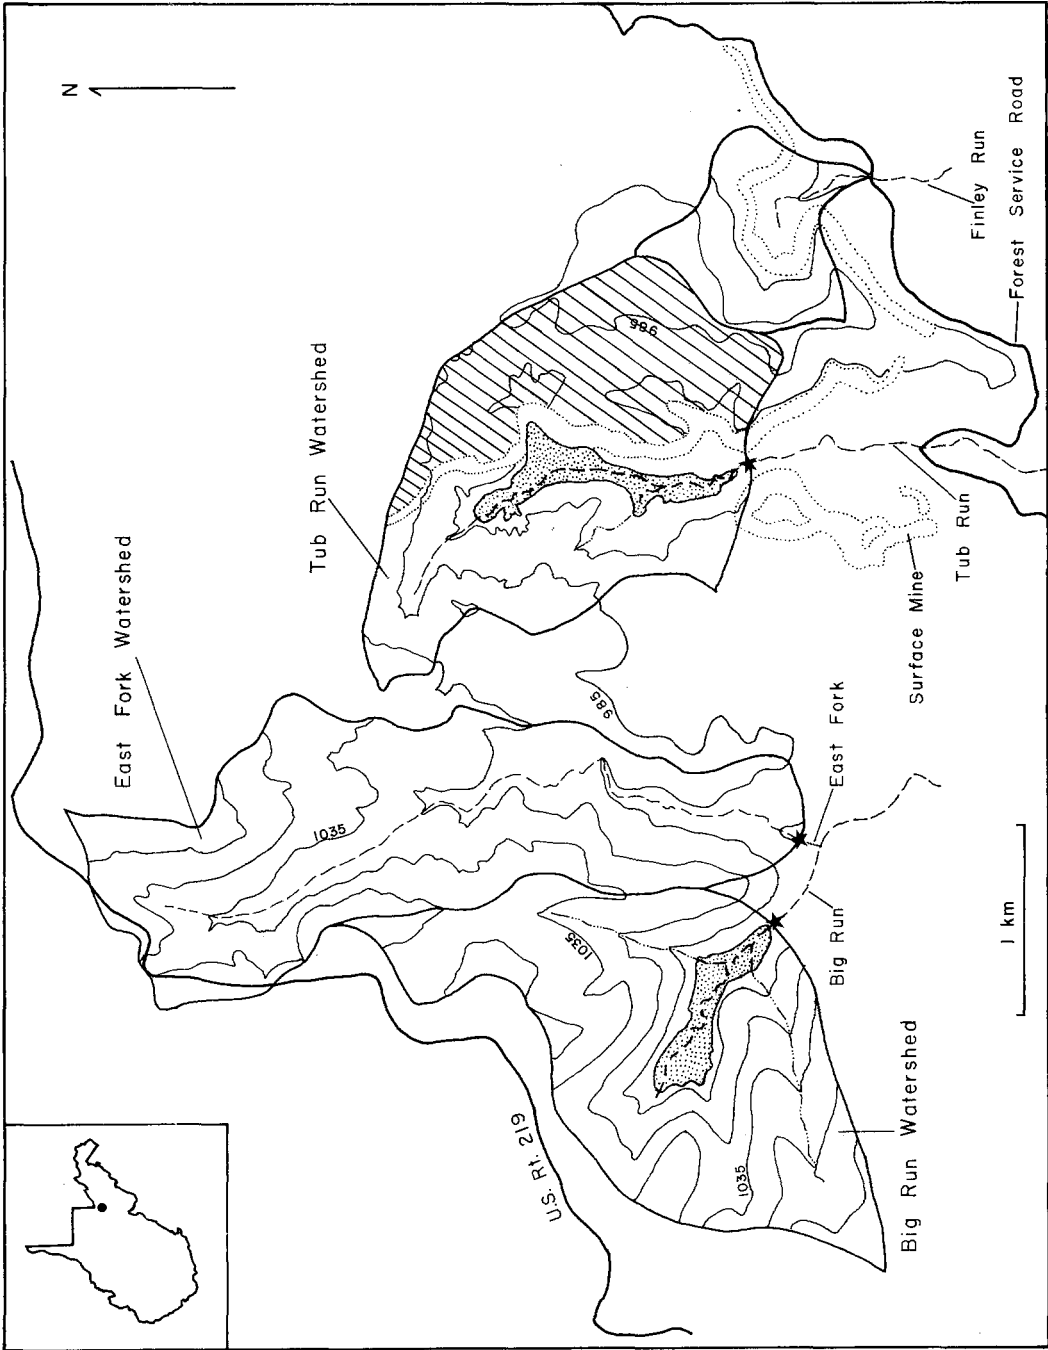 N
East Fork Watershed
Tub Run Watershed
985
1035
985
1035
1035
U.S. Rt. 219
Finley Run
Forest Service Road
Tub Run
Surface Mine
East Fork
Big Run
Big Run Watershed
1 km